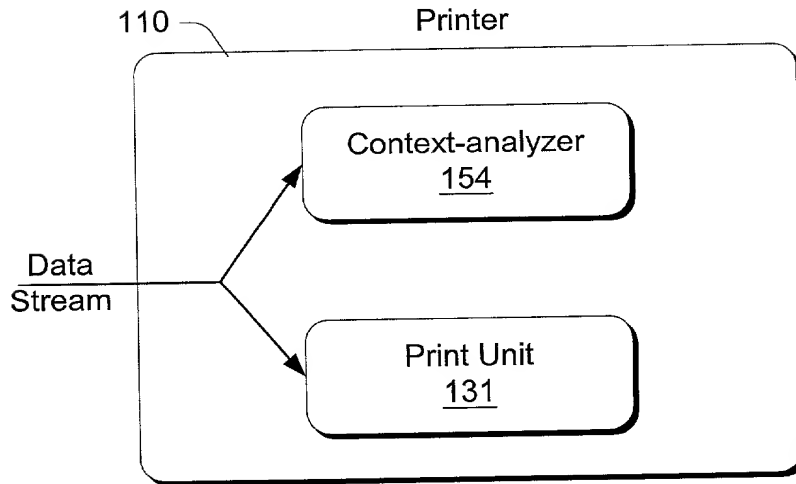 110
Printer
Context-analyzer
154
Data
Stream
Print Unit
131